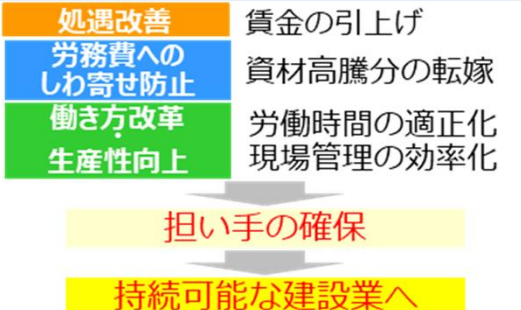 処遇改善 賃金の引上げ
労務費への
しわ寄せ防止 資材高騰分の転嫁
働き方改革 労働時間の適正化
・
生産性向上 現場管理の効率化
担い手の確保
持続可能な建設業へ